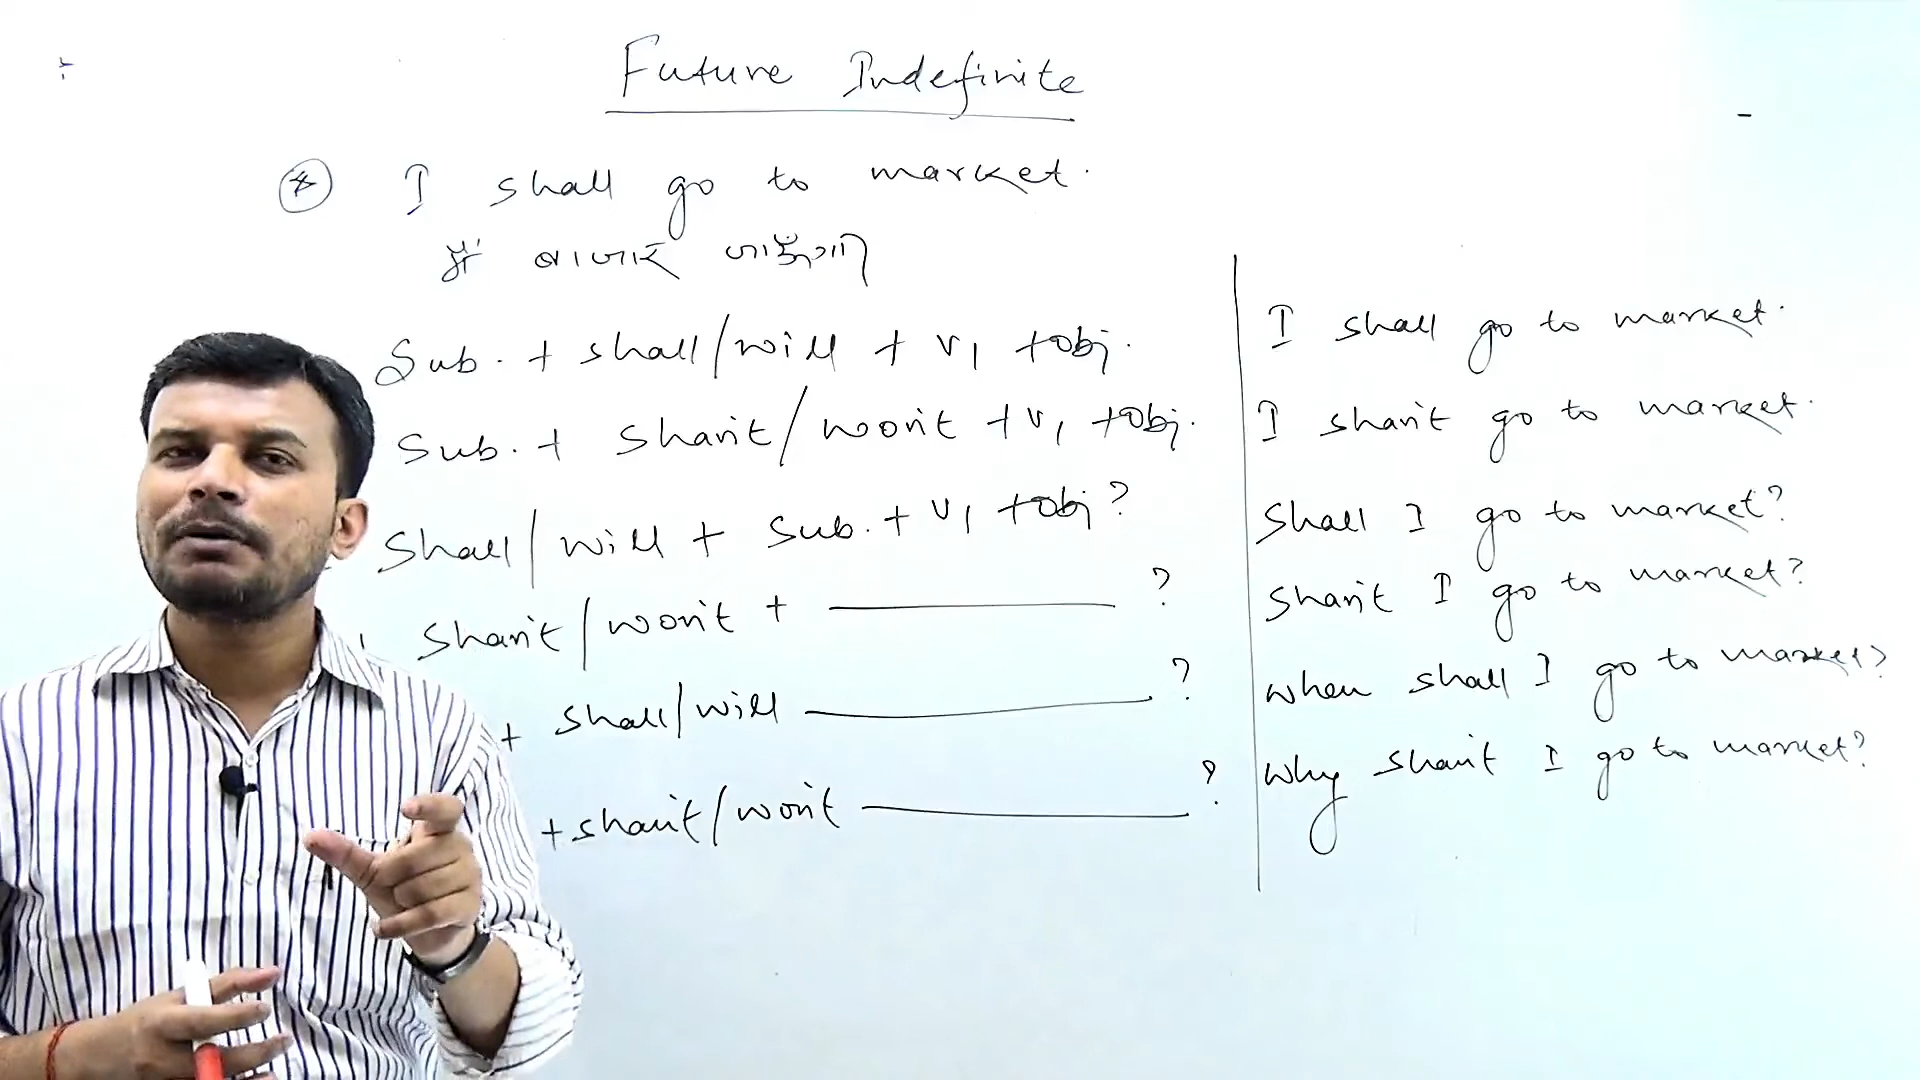 Future Indefinite
* I shall go to market.
मैं बाजार जाऊँगा
Sub. + shall/will + V1 + obj.
Sub. + shan't/won't + V1 + obj.
Shall/will + Sub. + V1 + obj?
Shan't/won't + ?
+ shall/will ?
+ shan't/won't ?
I shall go to market.
I shan't go to market.
Shall I go to market?
Shan't I go to market?
When shall I go to market?
Why shan't I go to market?